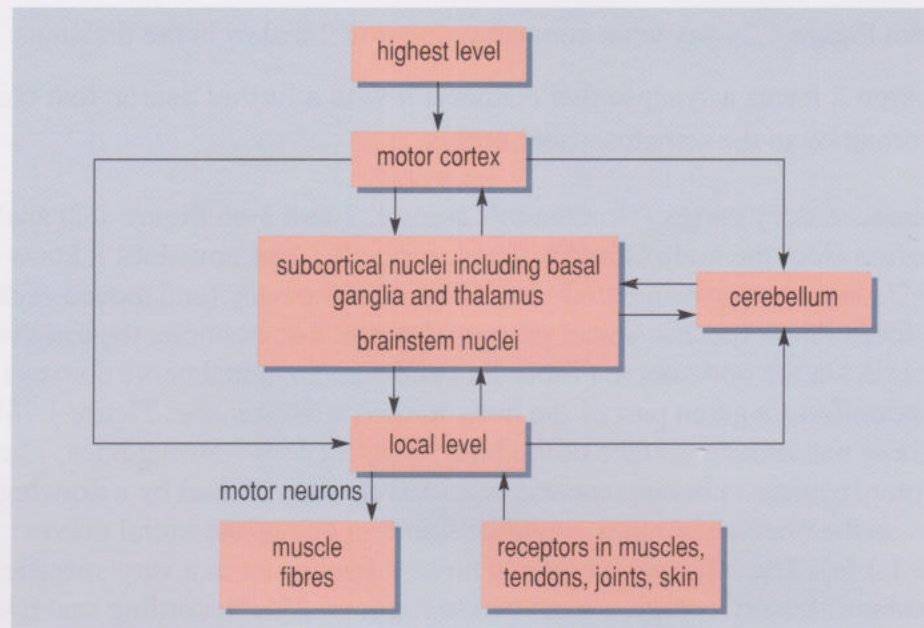 highest level
motor cortex
subcortical nuclei including basal
ganglia and thalamus
brainstem nuclei
cerebellum
local level
motor neurons
muscle
fibres
receptors in muscles,
tendons, joints, skin